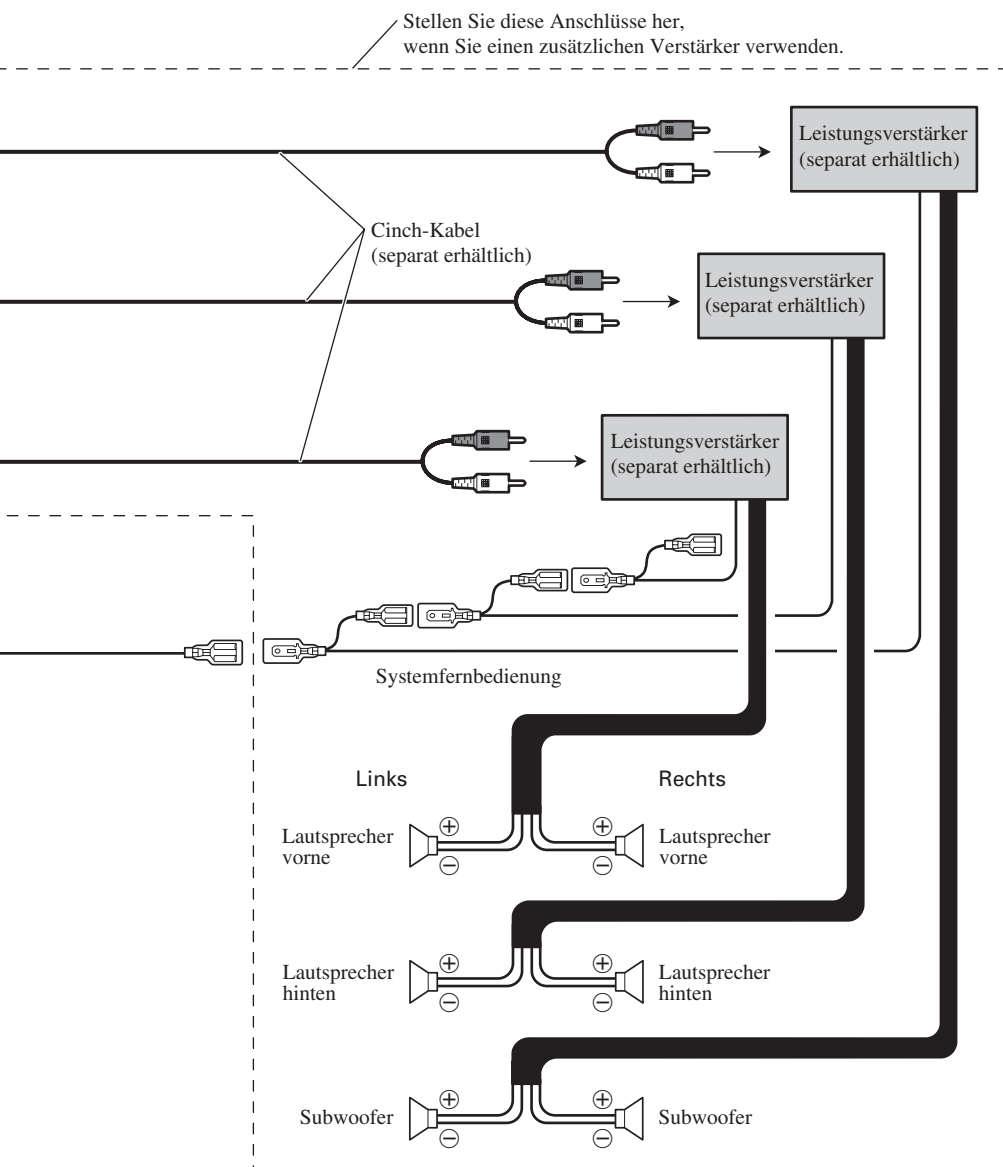 Stellen Sie diese Anschlüsse her,
wenn Sie einen zusätzlichen Verstärker verwenden.
Leistungsverstärker
(separat erhältlich)
Cinch-Kabel
(separat erhältlich)
Leistungsverstärker
(separat erhältlich)
Leistungsverstärker
(separat erhältlich)
Systemfernbedienung
Links
Rechts
Lautsprecher
vorne
⊕
⊖
⊕
⊖
Lautsprecher
vorne
Lautsprecher
hinten
⊕
⊖
⊕
⊖
Lautsprecher
hinten
Subwoofer
⊕
⊖
⊕
⊖
Subwoofer